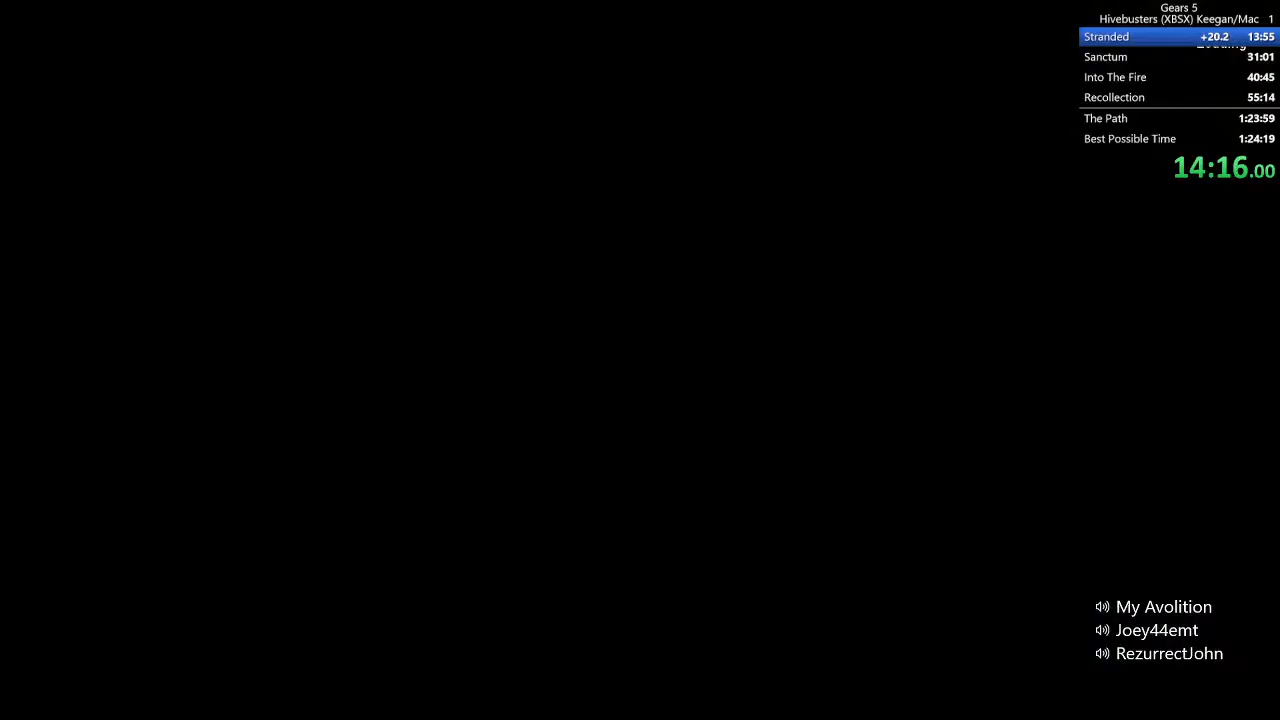 Gears 5
Hivebusters (XBSX) Keegan/Mac 1
Stranded +20.2 13:55
Sanctum 31:01
Into The Fire 40:45
Recollection 55:14
The Path 1:23:59
Best Possible Time 1:24:19
14:16.00
My Avolition
Joey44emt
RezurrectJohn